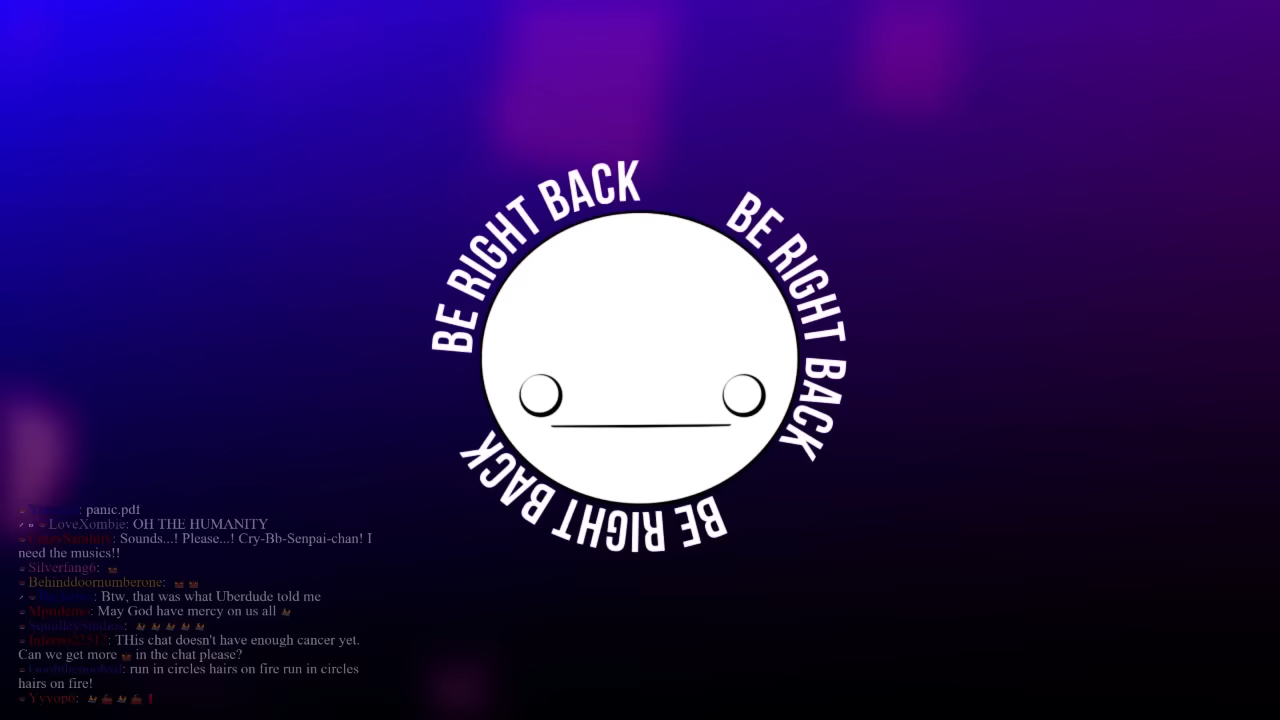 BE RIGHT BACK
BE RIGHT BACK
BE RIGHT BACK
: panic.pdf
LoveXombie: OH THE HUMANITY
: Sounds...! Please...! Cry-Bb-Senpai-chan! I
need the musics!!
Silverfang6:
Behinddoornumberone:
: Btw, that was what Uberdude told me
: May God have mercy on us all
: THis chat doesn't have enough cancer yet.
Can we get more in the chat please?
: run in circles hairs on fire run in circles
hairs on fire!
Yyvopo: